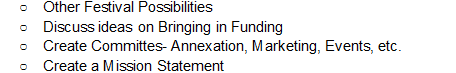 ○ Other Festival Possibilities
○ Discuss ideas on Bringing in Funding
○ Create Committes- Annexation, Marketing, Events, etc.
○ Create a Mission Statement